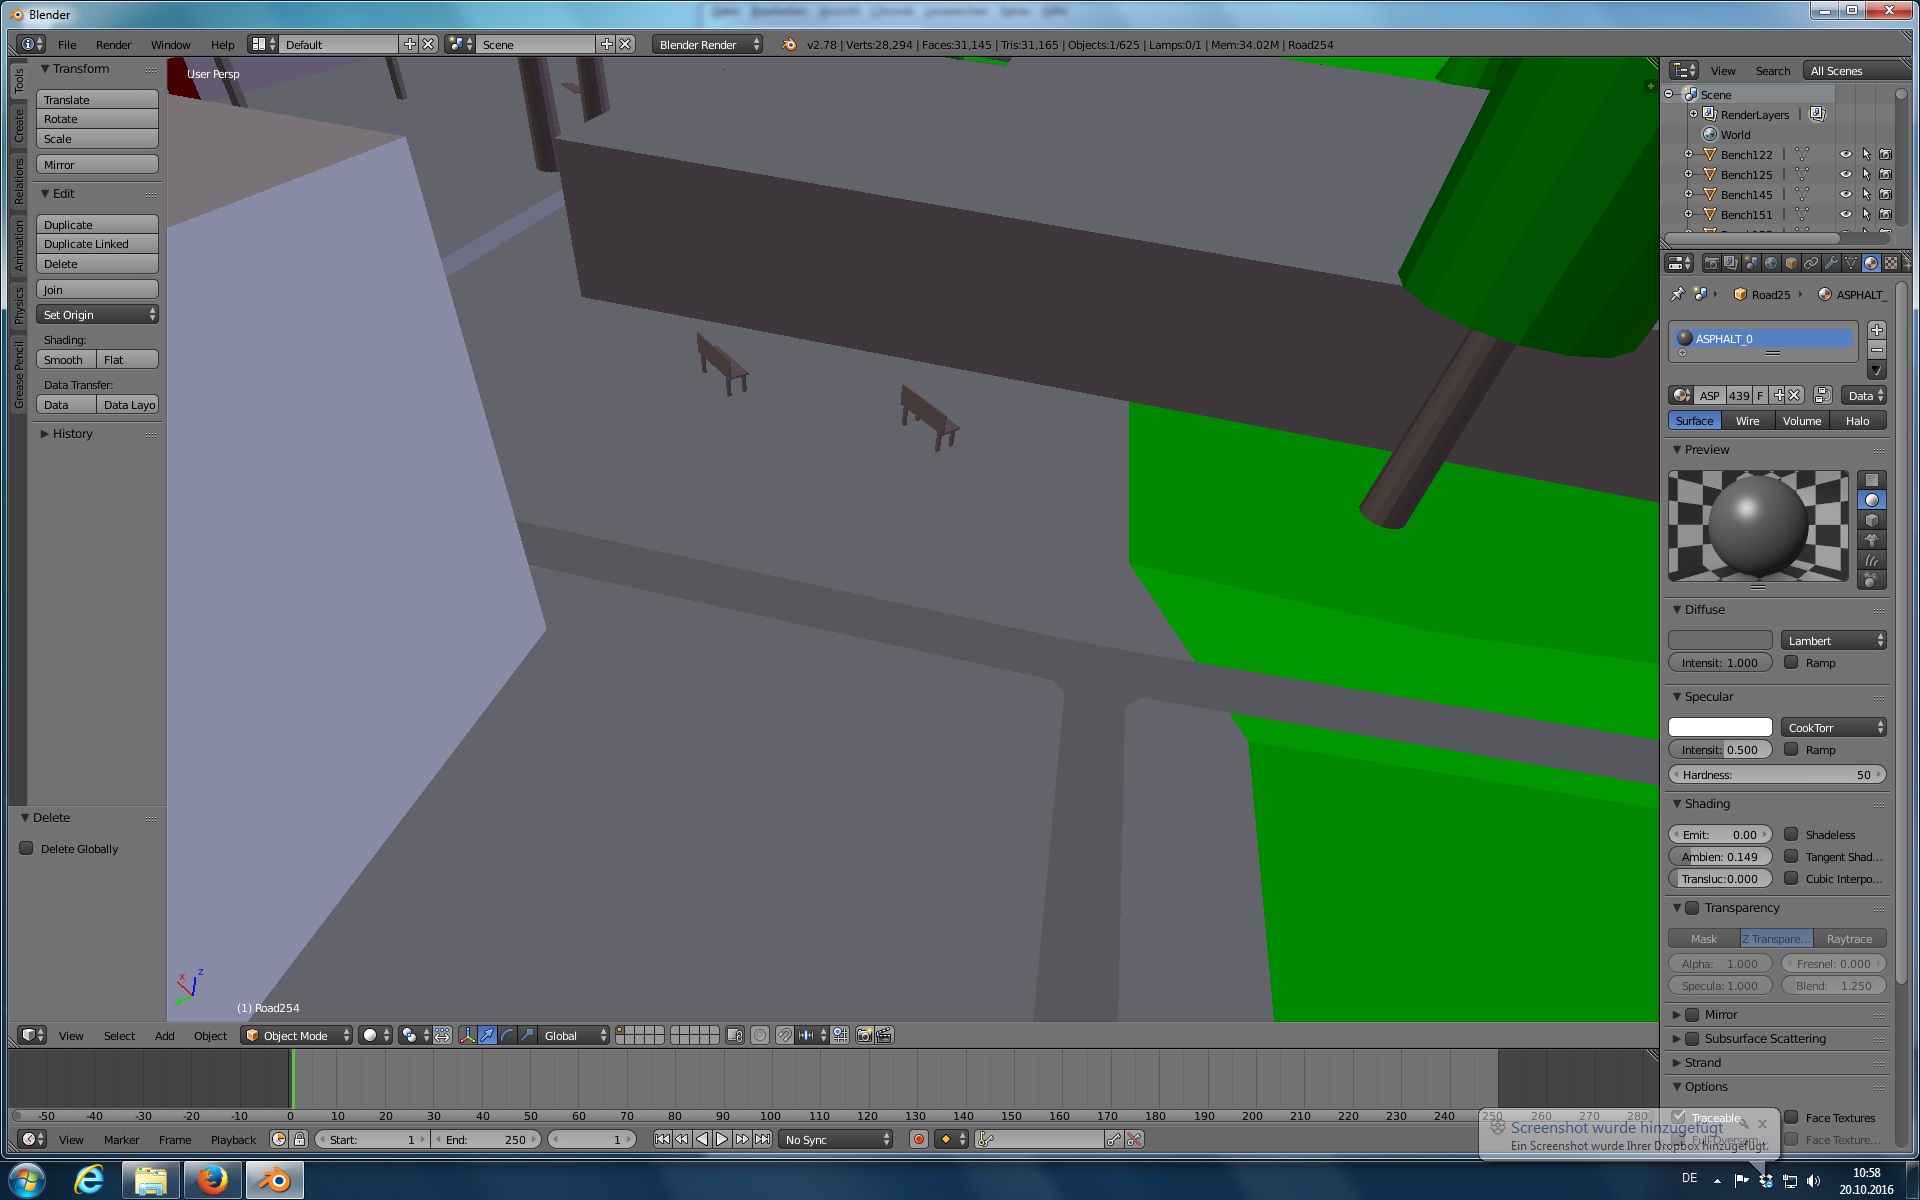 Blender
File Render Window Help Default Scene Blender Render v2.78 | Verts:28,294 | Faces:31,145 | Tris:31,165 | Objects:1/625 | Lamps:0/1 | Mem:34.02M | Road254
Tools
Create
Relations
Animation
Physics
Grease Pencil
Transform
Translate
Rotate
Scale
Mirror
Edit
Duplicate
Duplicate Linked
Delete
Join
Set Origin
Shading:
Smooth Flat
Data Transfer:
Data Data Layo
History
Delete
Delete Globally
User Persp
(1) Road254
View Search All Scenes
Scene
RenderLayers |
World
Bench122 |
Bench125 |
Bench145 |
Bench151 |
Road25 ASPHALT_
ASPHALT_0
ASP 439 F Data
Surface Wire Volume Halo
Preview
Diffuse
Lambert
Intensit: 1.000 Ramp
Specular
CookTorr
Intensit: 0.500 Ramp
Hardness: 50
Shading
Emit: 0.00 Shadeless
Ambien: 0.149 Tangent Shad...
Transluc:0.000 Cubic Interpo...
Transparency
Mask Z Transpare... Raytrace
Alpha: 1.000 Fresnel: 0.000
Specula: 1.000 Blend: 1.250
Mirror
Subsurface Scattering
Strand
Options
Traceable Face Textures
Full Oversam Face Texture...
View Select Add Object Object Mode Global
-50 -40 -30 -20 -10 0 10 20 30 40 50 60 70 80 90 100 110 120 130 140 150 160 170 180 190 200 210 220 230 240 250 260 270 280
View Marker Frame Playback Start: 1 End: 250 1 No Sync
Screenshot wurde hinzugefügt
Ein Screenshot wurde Ihrer Dropbox hinzugefügt.
DE
10:58
20.10.2016